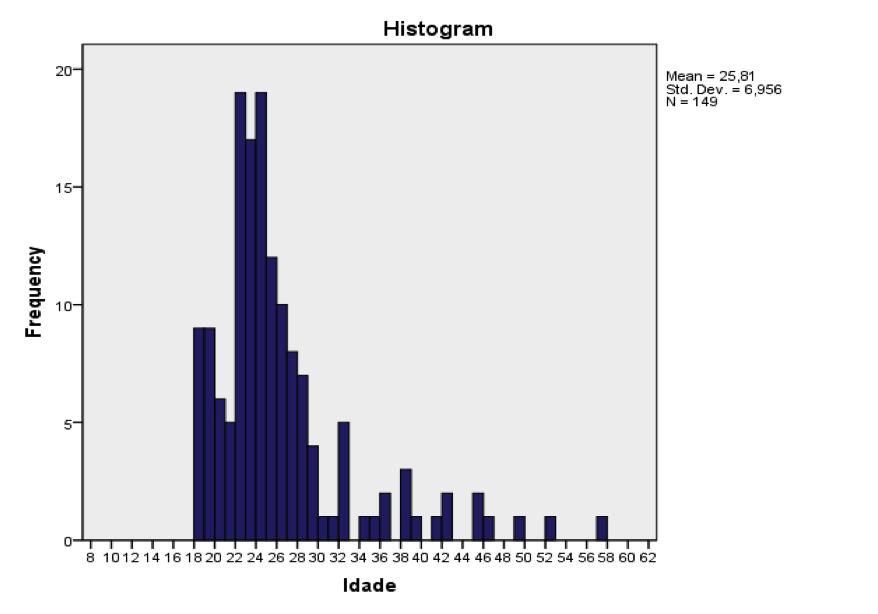 Histogram
Mean = 25,81
Std. Dev. = 6,956
N = 149
20
15
10
5
0
Frequency
8 10 12 14 16 18 20 22 24 26 28 30 32 34 36 38 40 42 44 46 48 50 52 54 56 58 60 62
Idade